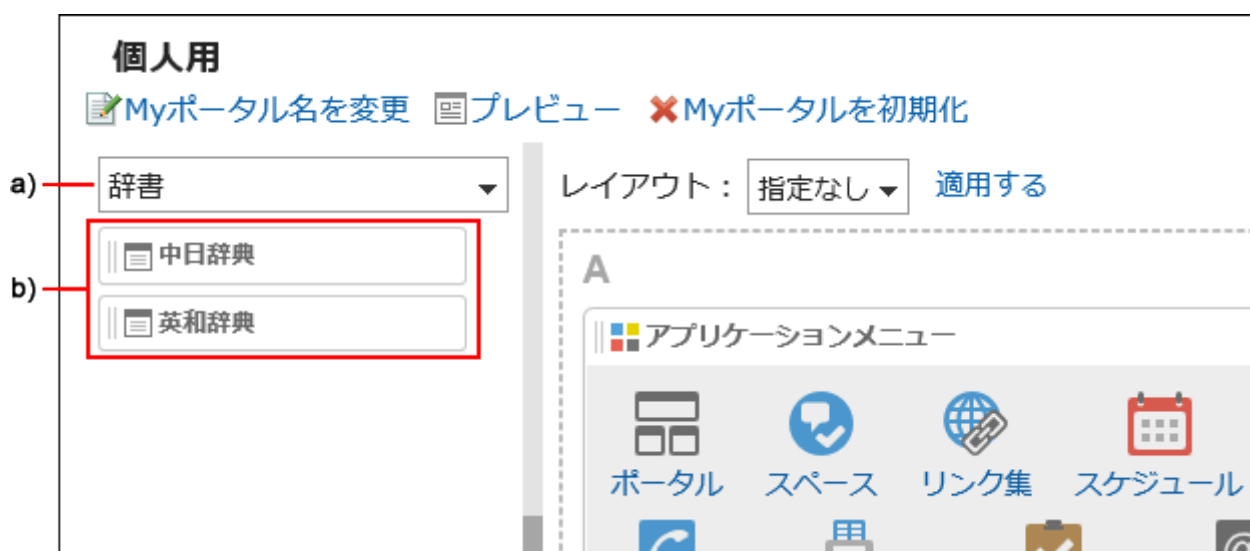 個人用
Myポータル名を変更 プレビュー Myポータルを初期化
a) 辞書
レイアウト： 指定なし 適用する
b)
中日辞典
英和辞典
A
アプリケーションメニュー
ポータル スペース リンク集 スケジュール